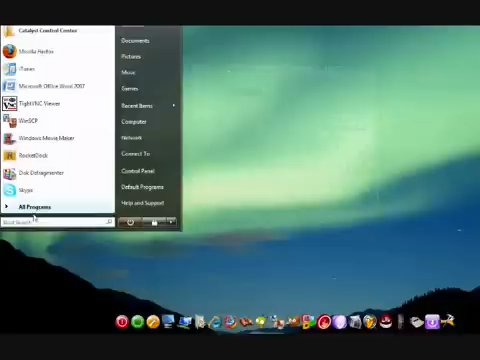 Catalyst Control Center
Mozilla Firefox
iTunes
Microsoft Office Word 2007
TightVNC Viewer
WinSCP
Windows Movie Maker
RocketDock
Disk Defragmenter
Skype
All Programs
Start Search
Documents
Pictures
Music
Games
Recent Items
Computer
Network
Connect To
Control Panel
Default Programs
Help and Support